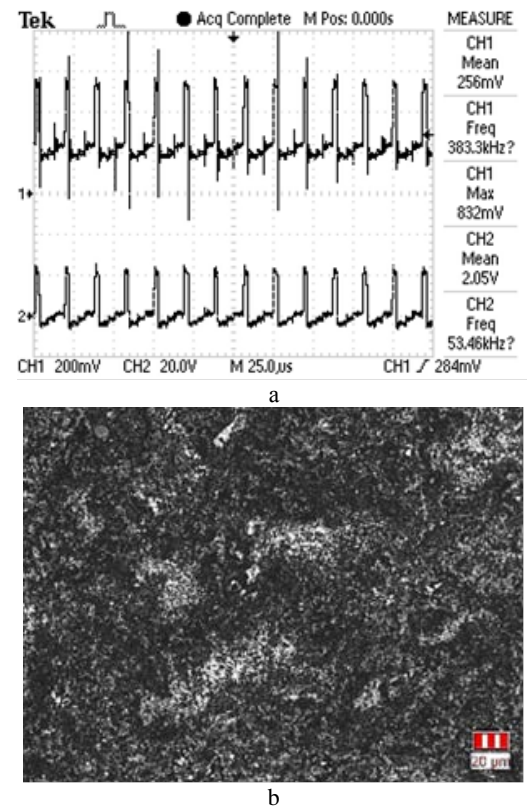 Tek Acq Complete M Pos: 0.000s MEASURE
CH1
Mean
256mV
CH1
Freq
383.3kHz?
CH1
Max
832mV
CH2
Mean
2.05V
CH2
Freq
53.46kHz?
1
2
CH1 200mV CH2 20.0V M 25.0µs CH1 284mV
a
20 µm
b